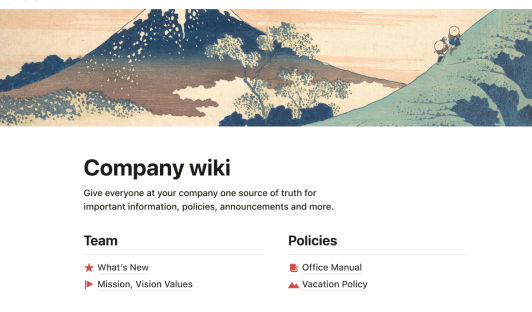 Company wiki
Give everyone at your company one source of truth for
important information, policies, announcements and more.
Team
What's New
Mission, Vision Values
Policies
Office Manual
Vacation Policy